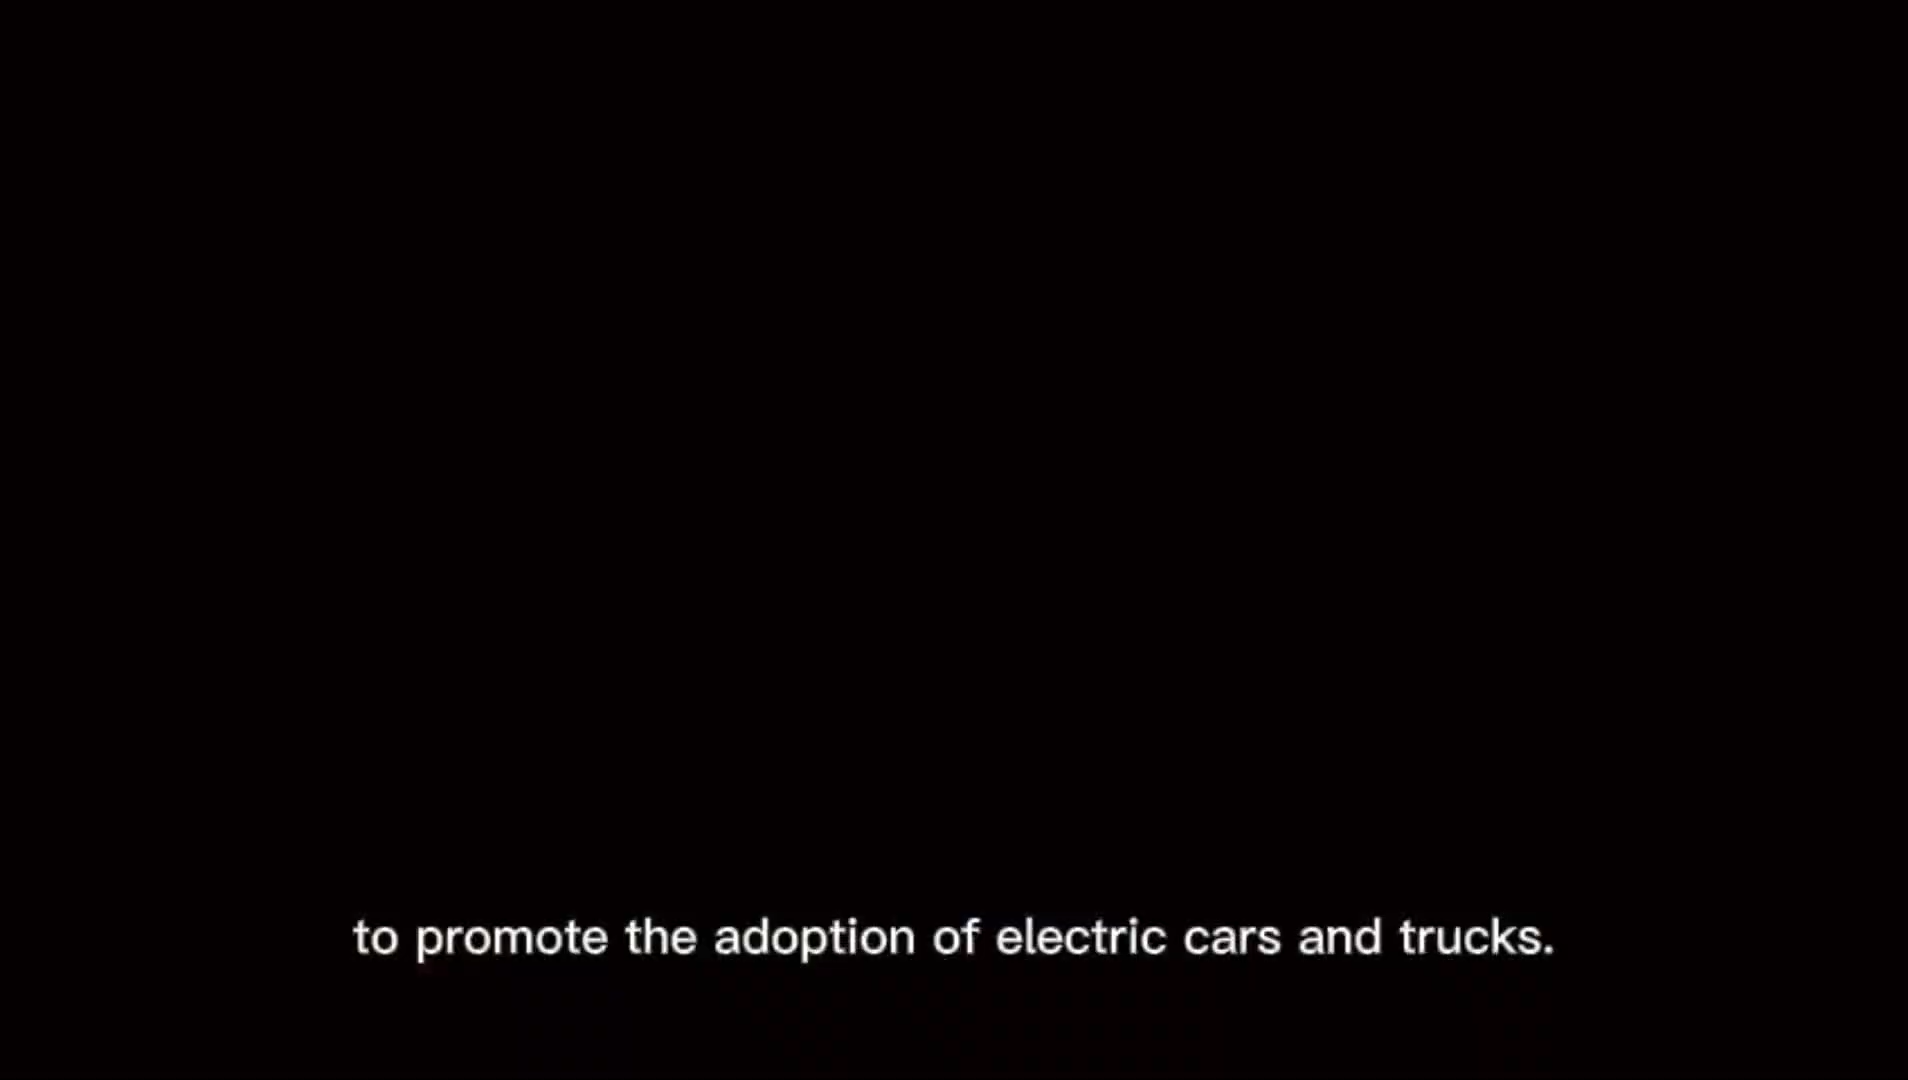 to promote the adoption of electric cars and trucks.